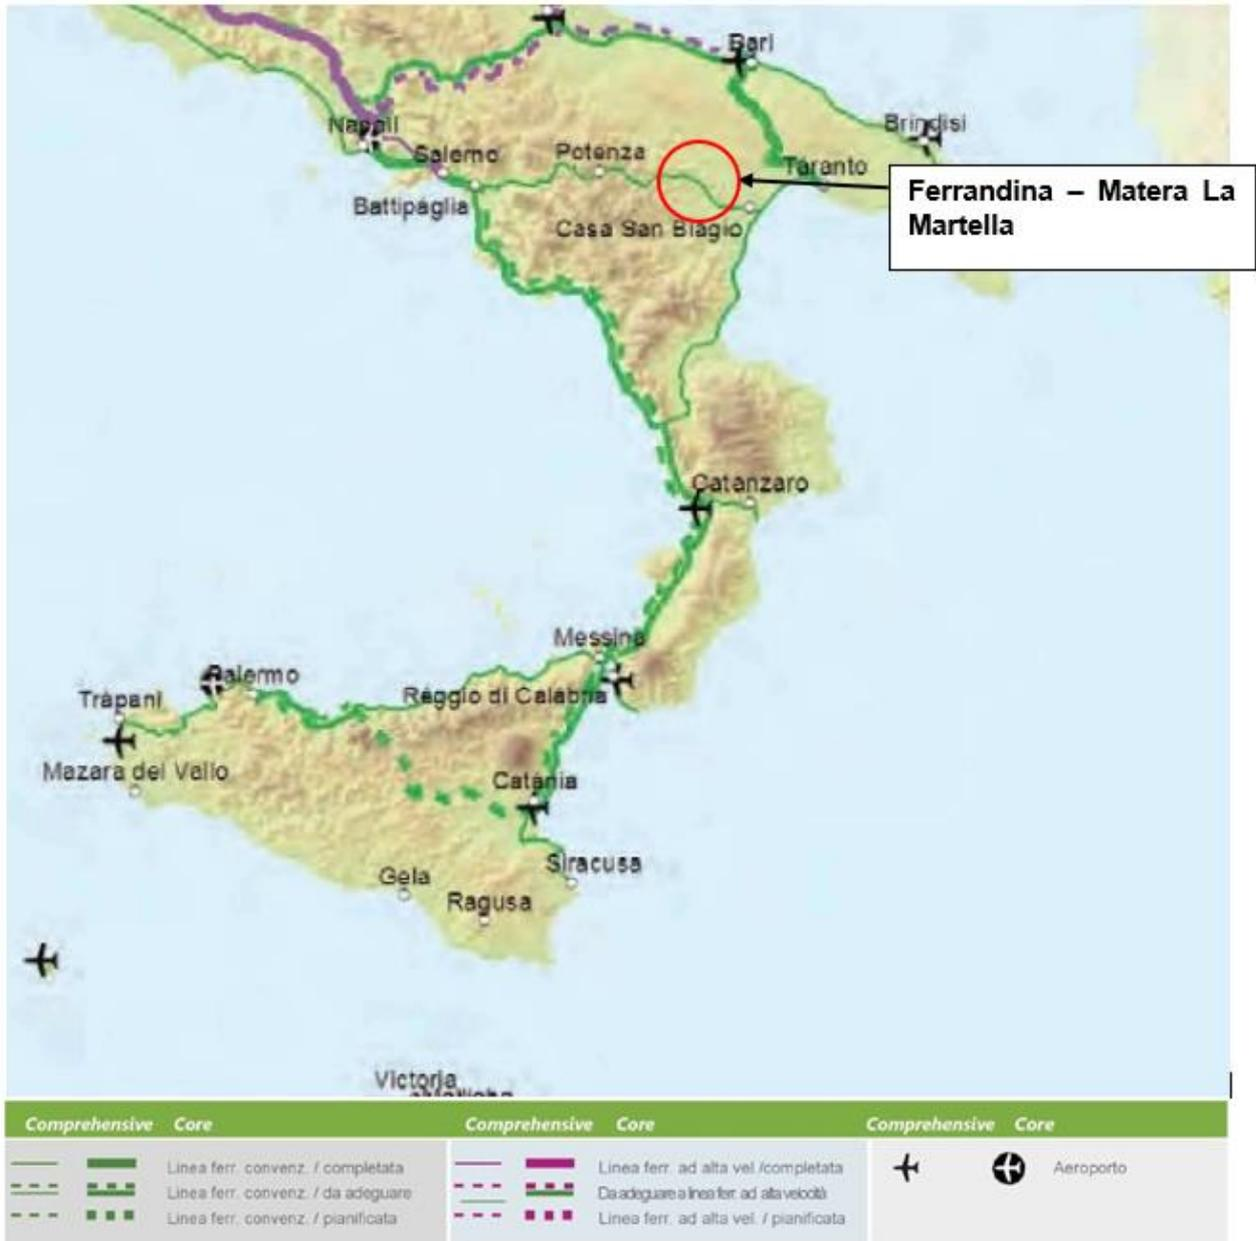 Bari
Napoli
Brindisi
Salerno
Potenza
Taranto
Battipaglia
Ferrandina – Matera La
Martella
Casa San Biagio
Catanzaro
Messina
Palermo
Reggio di Calabria
Trapani
Mazara del Vallo
Catania
Siracusa
Gela
Ragusa
Victoria
Comprehensive Core Comprehensive Core Comprehensive Core
Linea ferr. convenz. / completata
Linea ferr. convenz. / da adeguare
Linea ferr. convenz. / pianificata
Linea ferr. ad alta vel./completata
Da adeguare a linea ferr. ad alta velocità
Linea ferr. ad alta vel. / pianificata
Aeroporto